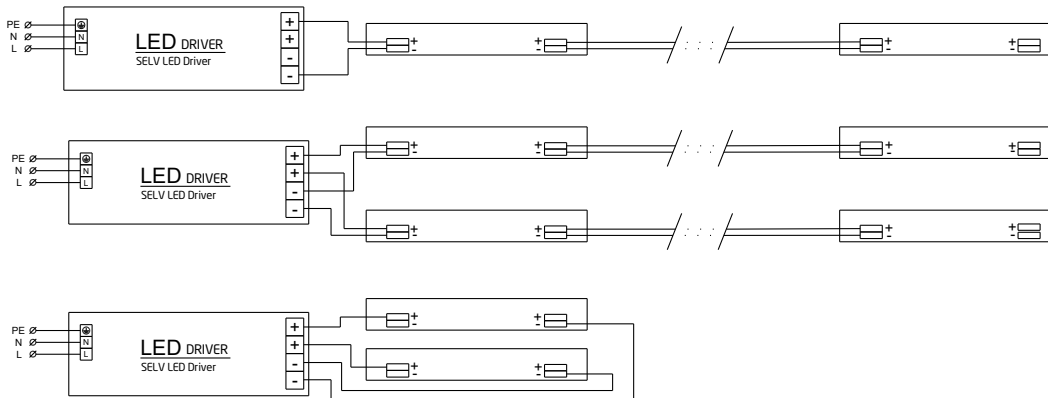 PE
N
L
N
L
LED DRIVER
SELV LED Driver
+
+
-
-
+
-
+
-
+
-
+
-
PE
N
L
N
L
LED DRIVER
SELV LED Driver
+
+
-
-
+
-
+
-
+
-
+
-
+
-
+
-
+
-
+
-
PE
N
L
N
L
LED DRIVER
SELV LED Driver
+
+
-
-
+
-
+
-
+
-
+
-